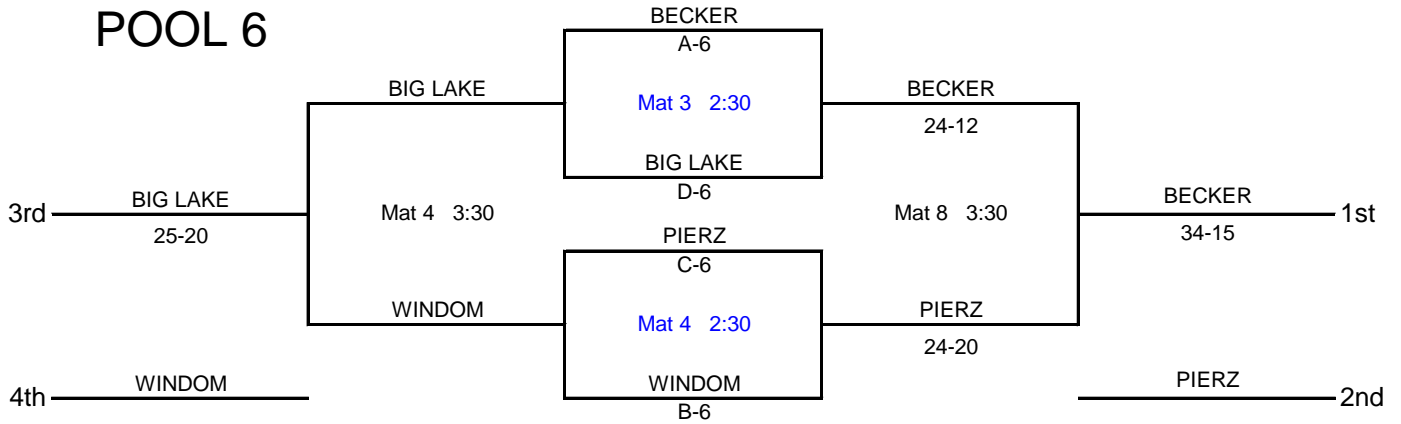 POOL 6
BECKER
A-6
BIG LAKE
Mat 3 2:30
BECKER
24-12
BIG LAKE
D-6
3rd
BIG LAKE
25-20
Mat 4 3:30
Mat 8 3:30
BECKER
34-15
1st
PIERZ
C-6
WINDOM
Mat 4 2:30
PIERZ
24-20
4th
WINDOM
WINDOM
B-6
PIERZ
2nd